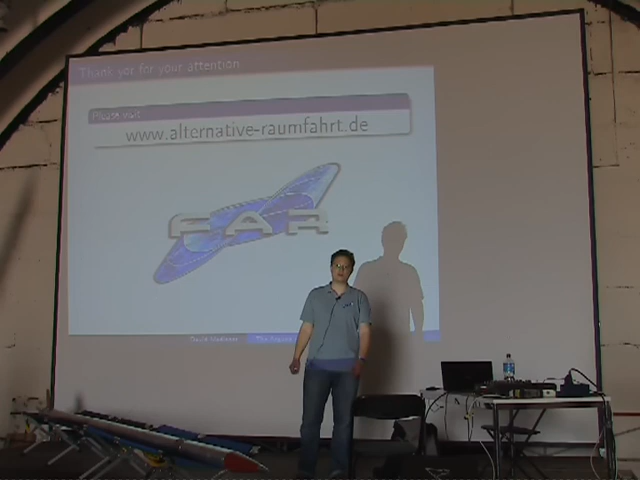 Thank you for your attention
Please visit
www.alternative-raumfahrt.de
FAR